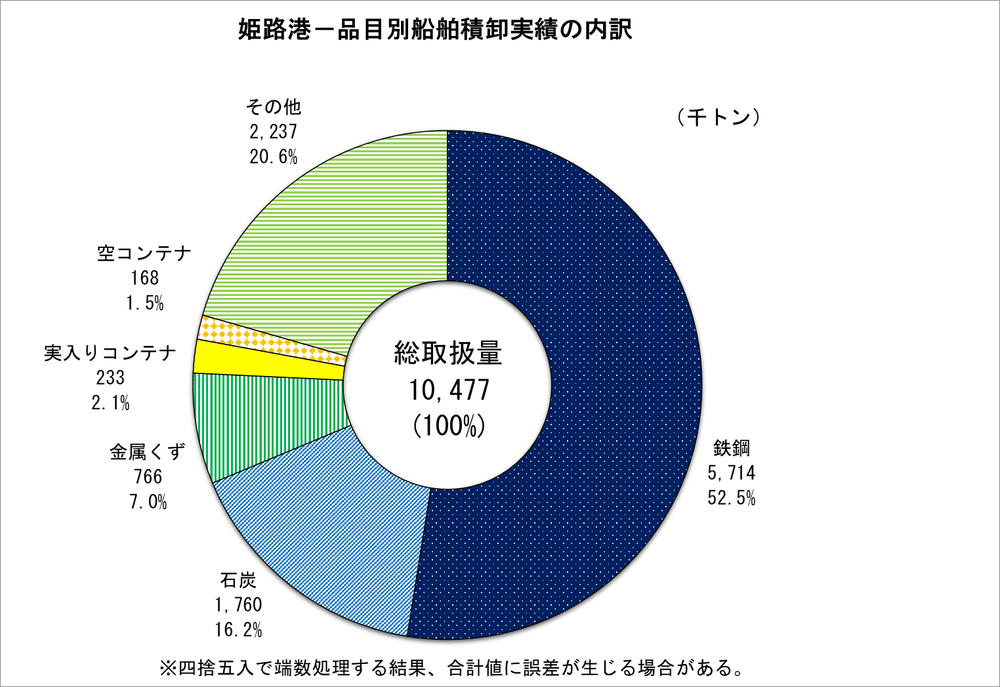 姫路港－品目別船舶積卸実績の内訳
（千トン）
その他
2,237
20.6%
空コンテナ
168
1.5%
実入りコンテナ
233
2.1%
金属くず
766
7.0%
石炭
1,760
16.2%
鉄鋼
5,714
52.5%
総取扱量
10,477
(100%)
※四捨五入で端数処理する結果、合計値に誤差が生じる場合がある。